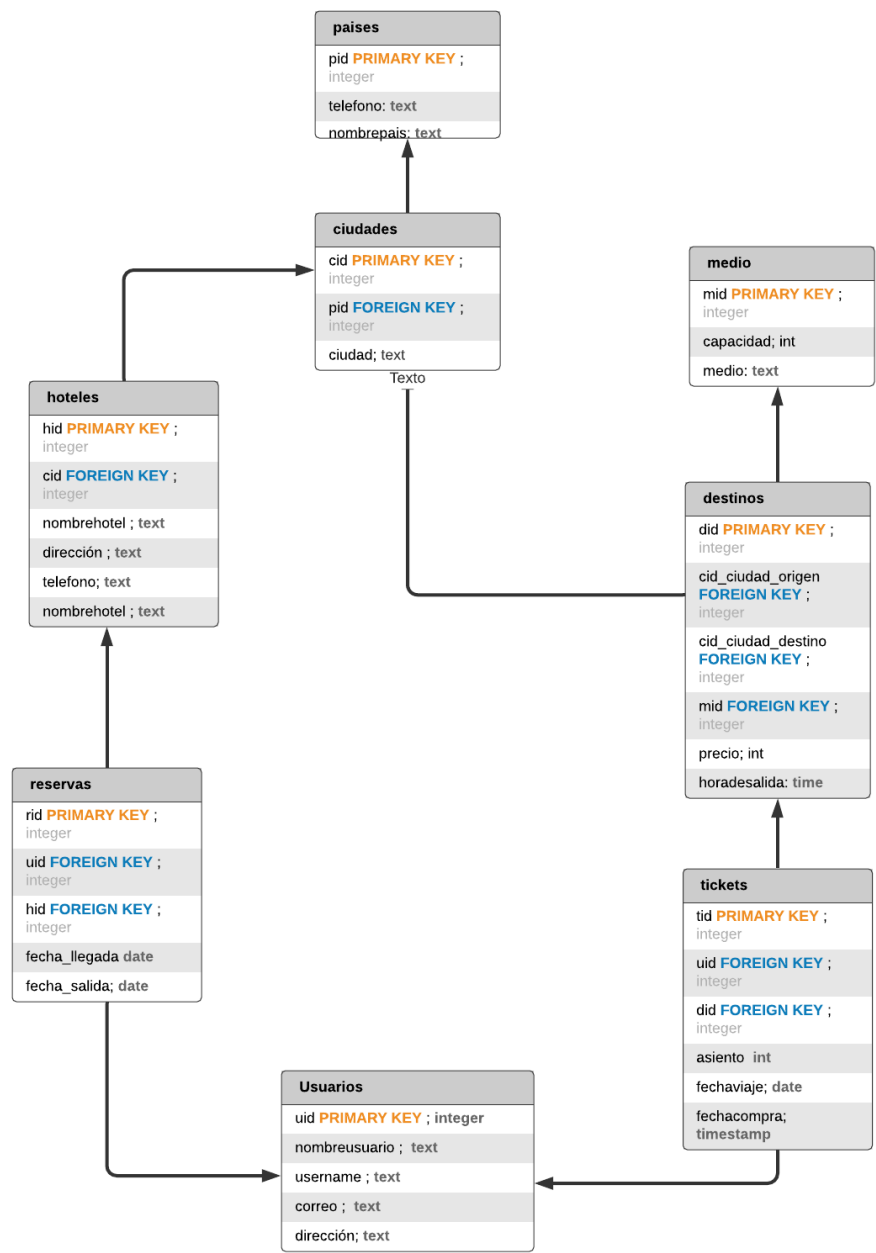 paises
pid PRIMARY KEY ;
integer
telefono: text
nombrepais: text
ciudades
cid PRIMARY KEY ;
integer
pid FOREIGN KEY ;
integer
ciudad; text
Texto
medio
mid PRIMARY KEY ;
integer
capacidad; int
medio: text
hoteles
hid PRIMARY KEY ;
integer
cid FOREIGN KEY ;
integer
nombrehotel ; text
dirección ; text
telefono; text
nombrehotel ; text
destinos
did PRIMARY KEY ;
integer
cid_ciudad_origen
FOREIGN KEY ;
integer
cid_ciudad_destino
FOREIGN KEY ;
integer
mid FOREIGN KEY ;
integer
precio; int
horadesalida: time
reservas
rid PRIMARY KEY ;
integer
uid FOREIGN KEY ;
integer
hid FOREIGN KEY ;
integer
fecha_llegada date
fecha_salida; date
tickets
tid PRIMARY KEY ;
integer
uid FOREIGN KEY ;
integer
did FOREIGN KEY ;
integer
asiento int
fechaviaje; date
fechacompra;
timestamp
Usuarios
uid PRIMARY KEY ; integer
nombreusuario ; text
username ; text
correo ; text
dirección; text